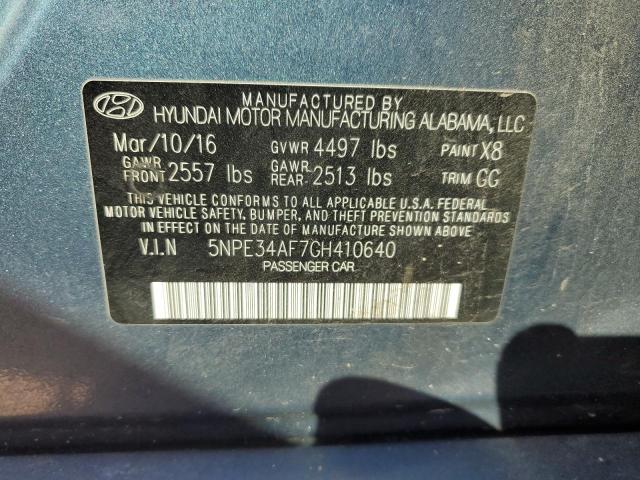 MANUFACTURED BY
HYUNDAI MOTOR MANUFACTURING ALABAMA, LLC
Mar/10/16 GVWR 4497 lbs PAINT X8
GAWR FRONT 2557 lbs GAWR REAR 2513 lbs TRIM GG
THIS VEHICLE CONFORMS TO ALL APPLICABLE U.S.A. FEDERAL
MOTOR VEHICLE SAFETY, BUMPER, AND THEFT PREVENTION STANDARDS
IN EFFECT ON THE DATE OF MANUFACTURE SHOWN ABOVE
V.I.N 5NPE34AF7GH410640
PASSENGER CAR